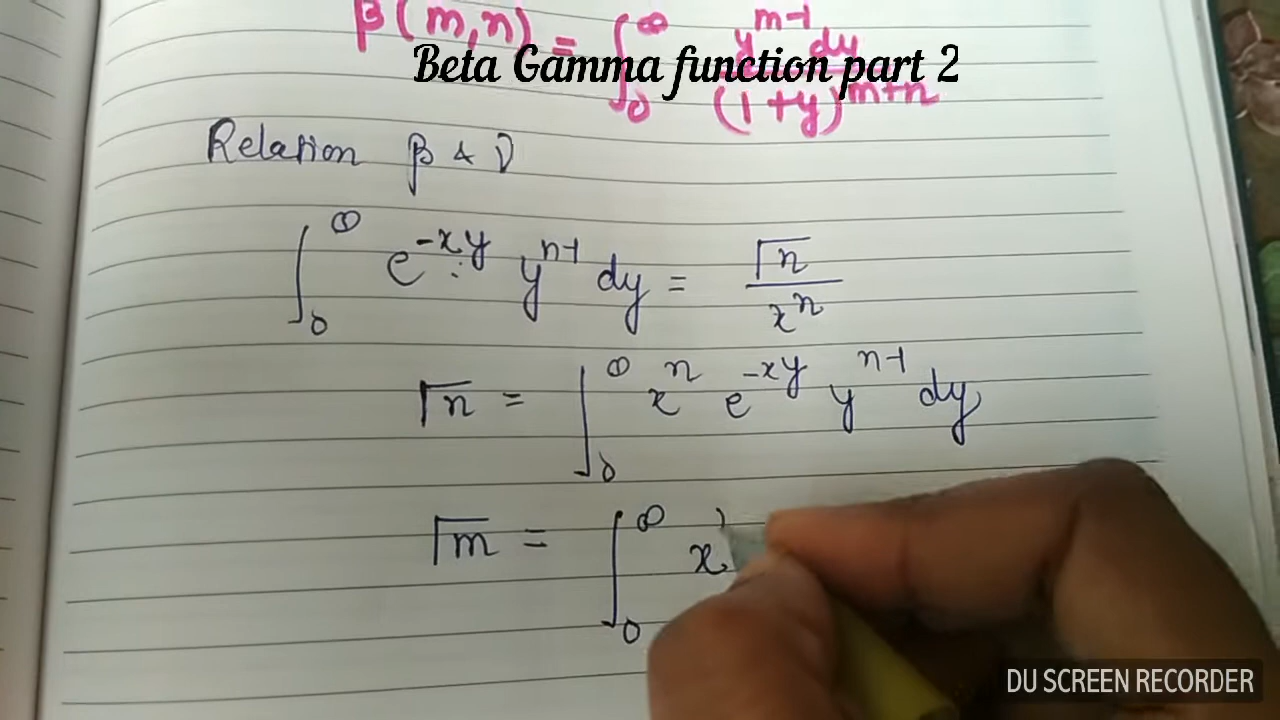 β(m,n) = ∫₀^∞ y^{m-1} dy / (1+y)^{m+n}
Beta Gamma function part 2
Relation β & Γ
∫₀^∞ e^{-xy} y^{n-1} dy = Γn / x^n
Γn = ∫₀^∞ x^n e^{-xy} y^{n-1} dy
Γm = ∫₀^∞ x
DU SCREEN RECORDER